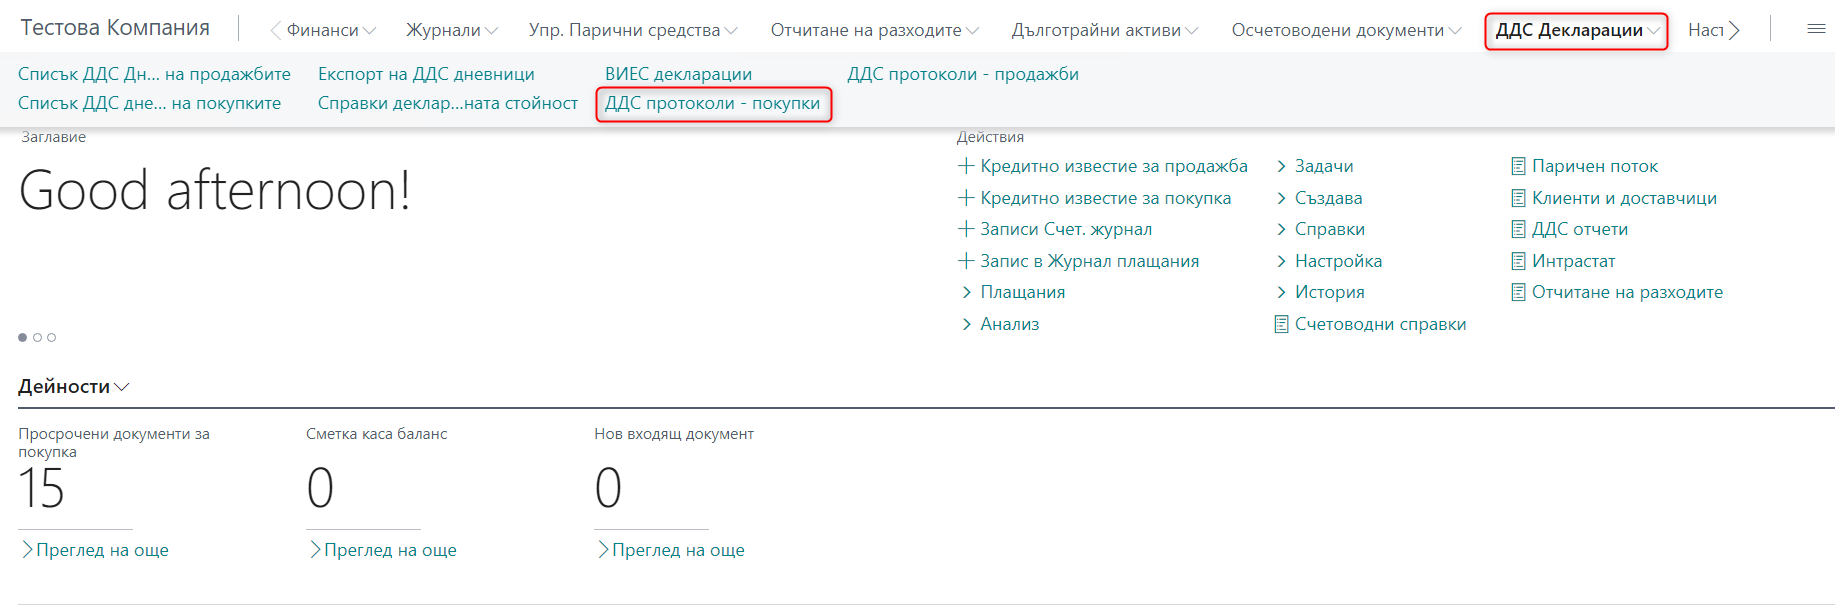 Тестова Компания
Финанси
Журнали
Упр. Парични средства
Отчитане на разходите
Дълготрайни активи
Осчетоводени документи
ДДС Декларации
Наст
Списък ДДС Дн... на продажбите
Експорт на ДДС дневници
ВИЕС декларации
ДДС протоколи - продажби
Списък ДДС дне... на покупките
Справки деклар...ната стойност
ДДС протоколи - покупки
Заглавие
Good afternoon!
Действия
Кредитно известие за продажба
Кредитно известие за покупка
Записи Счет. журнал
Запис в Журнал плащания
Плащания
Анализ
Задачи
Създава
Справки
Настройка
История
Счетоводни справки
Паричен поток
Клиенти и доставчици
ДДС отчети
Интрастат
Отчитане на разходите
Дейности
Просрочени документи за
покупка
15
Преглед на още
Сметка каса баланс
0
Преглед на още
Нов входящ документ
0
Преглед на още